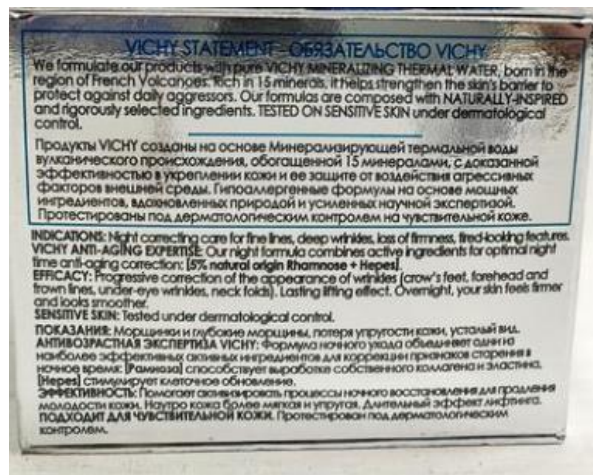 VICHY STATEMENT - ОБЯЗАТЕЛЬСТВО VICHY
We formulate our products with pure VICHY MINERALIZING THERMAL WATER, born in the
region of French Volcanoes. Rich in 15 minerals, it helps strengthen the skin's barrier to
protect against daily aggressors. Our formulas are composed with NATURALLY-INSPIRED
and rigorously selected ingredients. TESTED ON SENSITIVE SKIN under dermatological
control.
Продукты VICHY созданы на основе Минерализирующей термальной воды
вулканического происхождения, обогащенной 15 минералами, с доказанной
эффективностью в укреплении кожи и ее защите от воздействия агрессивных
факторов внешней среды. Гипоаллергенные формулы на основе мощных
ингредиентов, вдохновленных природой и усиленных научной экспертизой.
Протестированы под дерматологическим контролем на чувствительной коже.
INDICATIONS: Night correcting care for fine lines, deep wrinkles, loss of firmness, tired-looking features.
VICHY ANTI-AGING EXPERTISE: Our night formula combines active ingredients for optimal night
time anti-aging correction: [5% natural origin Rhamnose + Hepes].
EFFICACY: Progressive correction of the appearance of wrinkles (crow's feet, forehead and
frown lines, under-eye wrinkles, neck folds). Lasting lifting effect. Overnight, your skin feels firmer
and looks smoother.
SENSITIVE SKIN: Tested under dermatological control.
ПОКАЗАНИЯ: Морщинки и глубокие морщины, потеря упругости кожи, усталый вид.
АНТИВОЗРАСТНАЯ ЭКСПЕРТИЗА VICHY: Формула ночного ухода объединяет одни из
наиболее эффективных активных ингредиентов для коррекции признаков старения в
ночное время: [Рамноза] способствует выработке собственного коллагена и эластина,
[Hepes] стимулирует клеточное обновление.
ЭФФЕКТИВНОСТЬ: Помогает активизировать процессы ночного восстановления для продления
молодости кожи. Наутро кожа более мягкая и упругая. Длительный эффект лифтинга.
ПОДХОДИТ ДЛЯ ЧУВСТВИТЕЛЬНОЙ КОЖИ. Протестирован под дерматологическим
контролем.